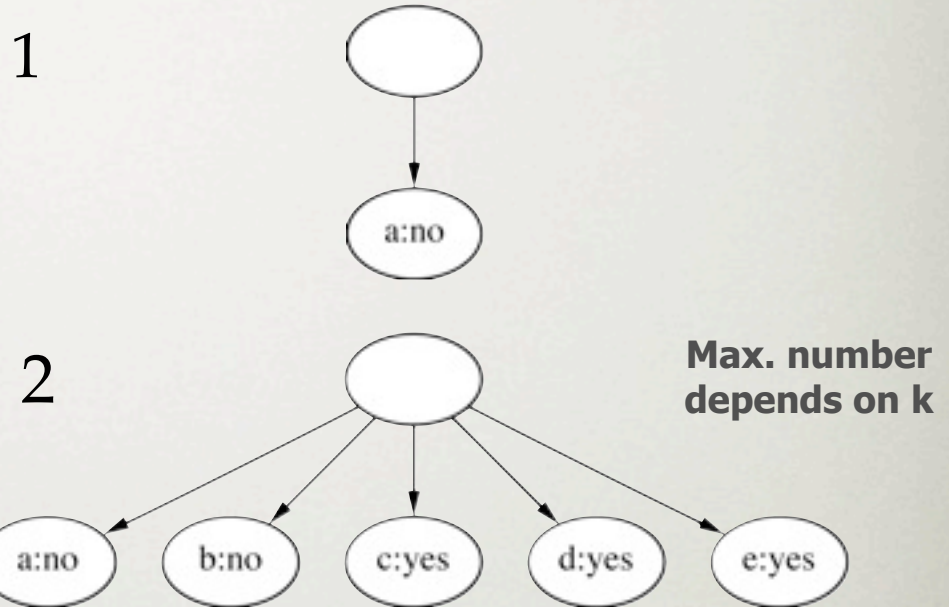 1
a:no
2
Max. number
depends on k
a:no b:no c:yes d:yes e:yes